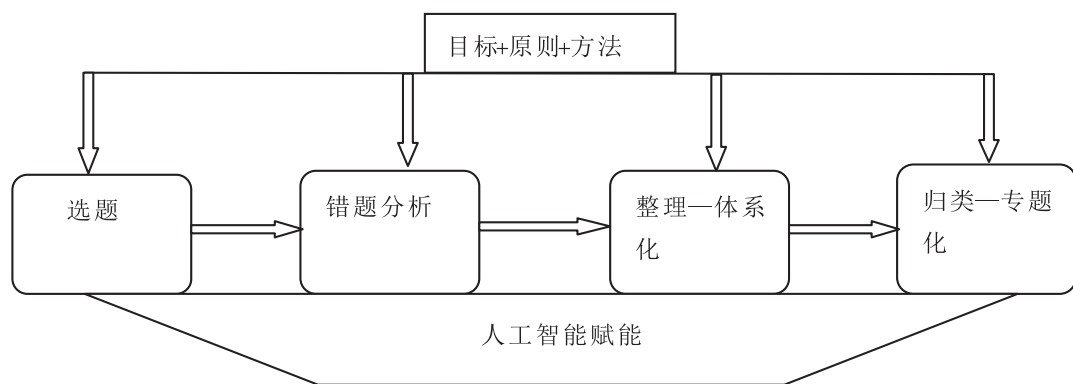 目标+原则+方法
选题
错题分析
整理—体系
化
归类—专题
化
人工智能赋能